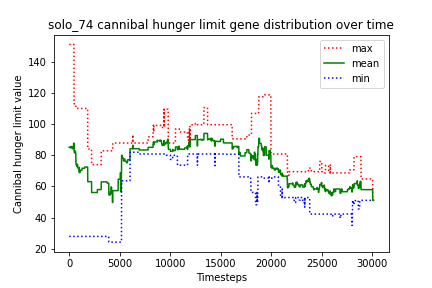 solo_74 cannibal hunger limit gene distribution over time
Cannibal hunger limit value
140
120
100
80
60
40
20
max
mean
min
0
5000
10000
15000
20000
25000
30000
Timesteps